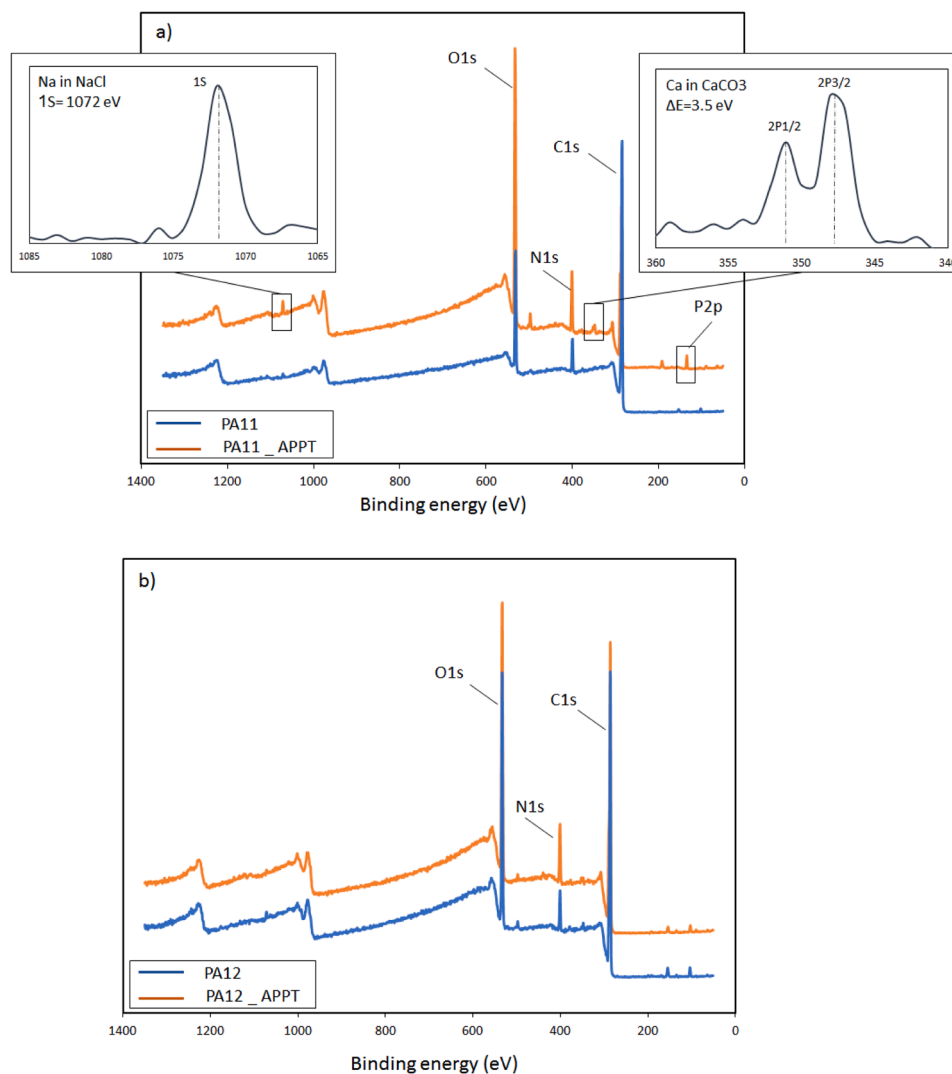 a)
Na in NaCl
1S= 1072 eV
1S
1085 1080 1075 1070 1065
O1s
C1s
N1s
P2p
Ca in CaCO3
ΔE=3.5 eV
2P1/2
2P3/2
360 355 350 345 340
PA11
PA11 _ APPT
1400 1200 1000 800 600 400 200 0
Binding energy (eV)
b)
O1s
C1s
N1s
PA12
PA12 _ APPT
1400 1200 1000 800 600 400 200 0
Binding energy (eV)